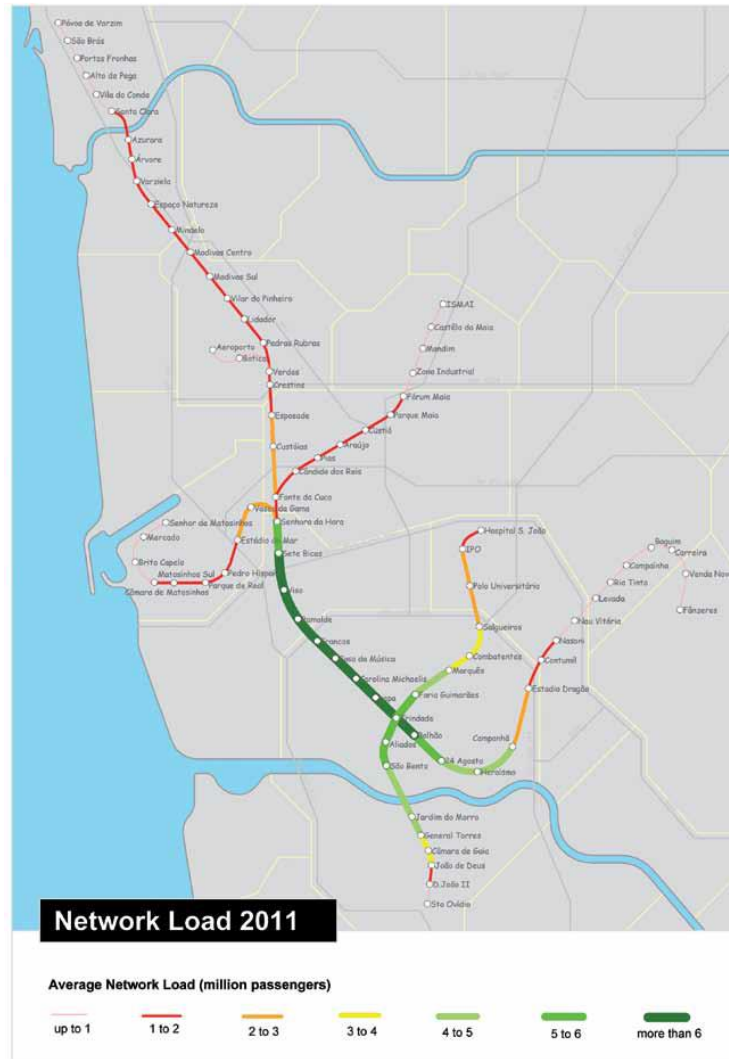 Póvoa de Varzim
São Brás
Portas Fronhas
Alto de Pega
Vila do Conde
Santa Clara
Azurara
Árvore
Varziela
Espaço Natureza
Mindelo
Modivas Centro
Modivas Sul
Vilar do Pinheiro
Lidador
Pedras Rubras
Aeroporto
Botica
Verdes
Crestins
Esposade
Custóias
Fonte do Cuco
Senhora da Hora
Sete Bicas
Viso
Ramalde
Francos
Casa da Música
Carolina Michaelis
Lapa
Trindade
Bolhão
24 Agosto
Heroísmo
Campanhã
Estadio Dragão
Contumil
Nasoni
Nau Vitória
Levada
Rio Tinto
Campainha
Baguim
Carreira
Venda Nova
Fânzeres
ISMAI
Castêlo da Maia
Mandim
Zona Industrial
Fórum Maia
Parque Maia
Custió
Araújo
Pias
Cândido dos Reis
Vasco da Gama
Estádio do Mar
Pedro Hispano
Parque de Real
Matosinhos Sul
Câmara de Matosinhos
Brito Capelo
Mercado
Senhor de Matosinhos
Hospital S. João
IPO
Polo Universitário
Salgueiros
Combatentes
Marquês
Faria Guimarães
Aliados
São Bento
Jardim do Morro
General Torres
Câmara de Gaia
João de Deus
D.João II
Sto Ovídio
Network Load 2011
Average Network Load (million passengers)
up to 1
1 to 2
2 to 3
3 to 4
4 to 5
5 to 6
more than 6